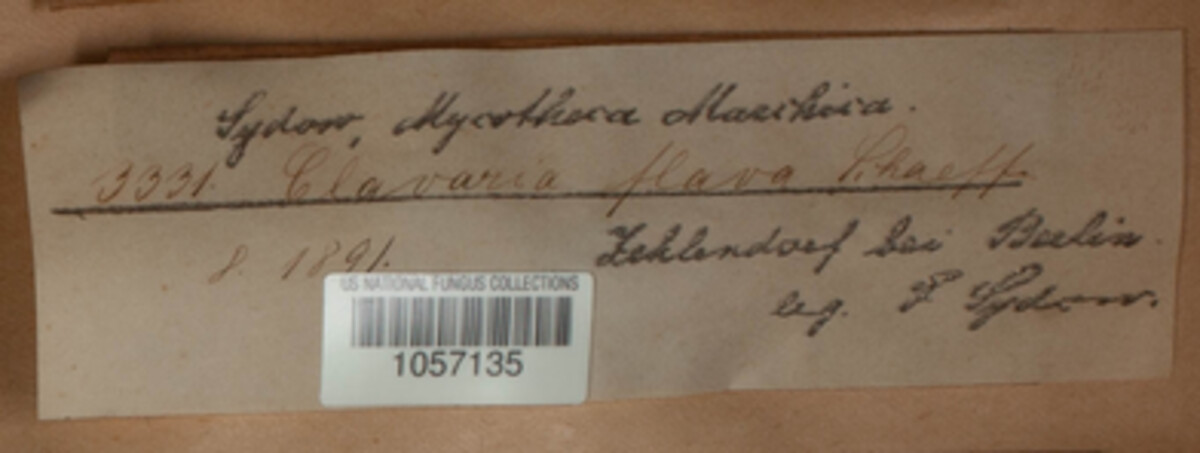 Sydow, Mycotheca Marchica.
3331. Clavaria flava Schaeff.
8. 1891.
Zehlendorf bei Berlin.
leg. P Sydow.
US NATIONAL FUNGUS COLLECTIONS
1057135